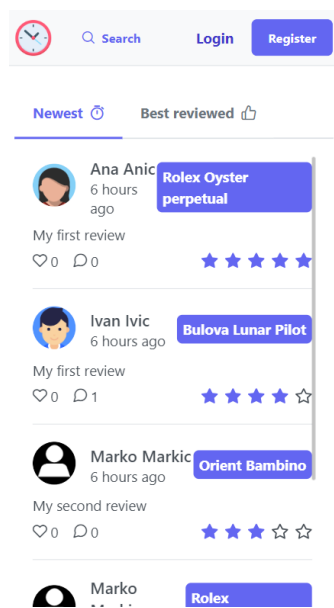 Search
Login
Register
Newest
Best reviewed
Ana Anic
6 hours
ago
Rolex Oyster
perpetual
My first review
0
0
Ivan Ivic
6 hours ago
Bulova Lunar Pilot
My first review
0
1
Marko Markic
6 hours ago
Orient Bambino
My second review
0
0
Marko
Rolex